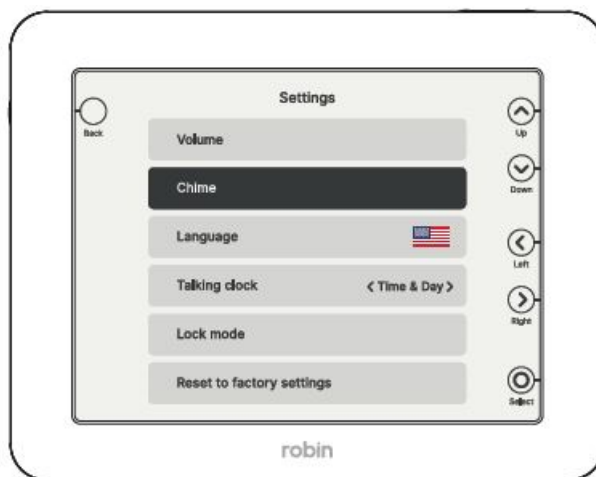 Settings
Back
Volume
Up
Chime
Down
Language
Left
Talking clock < Time & Day >
Right
Lock mode
Reset to factory settings
Select
robin